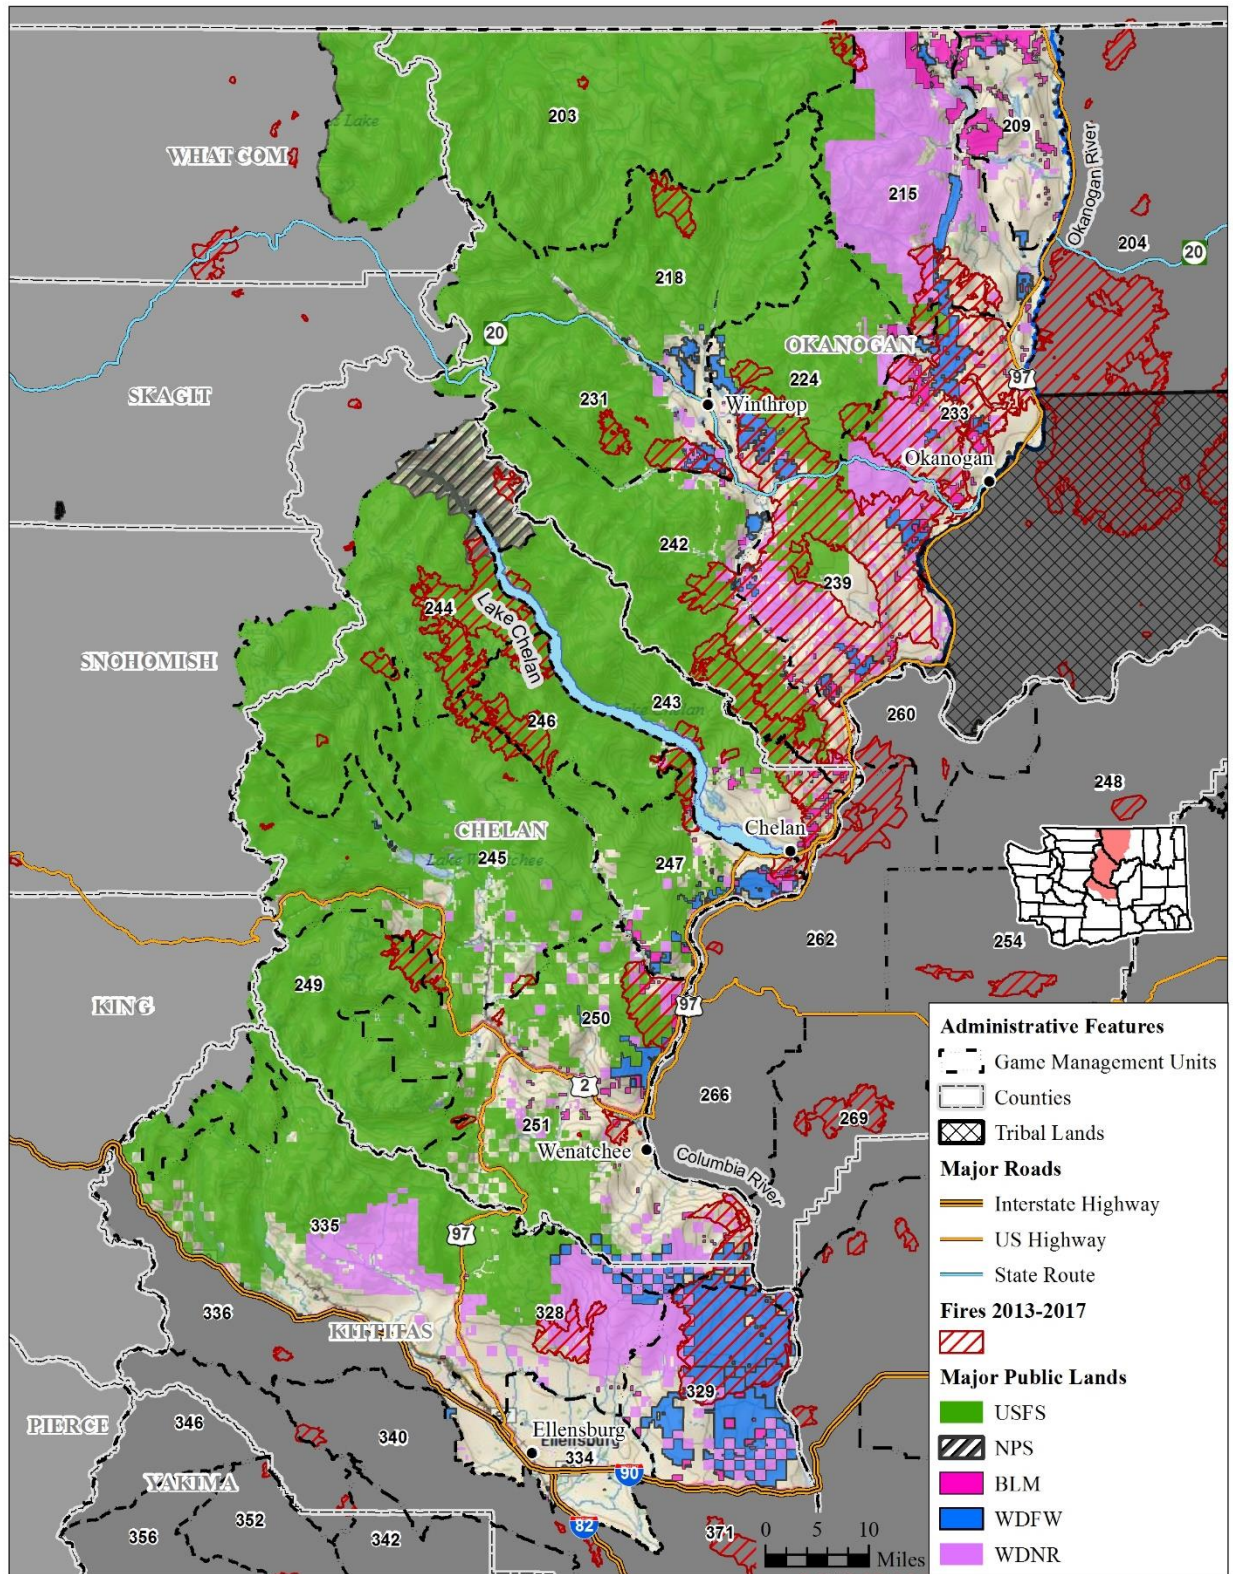 203
t Lake
WHATCOM
209
215
Okanogan River
204
20
218
20
OKANOGAN
SKAGIT
231
Winthrop
224
97
233
Okanogan
242
239
244
Lake Chelan
SNOHOMISH
246
243
260
248
Chelan
CHELAN
245
247
262
254
249
KING
97
250
2
266
269
251
Wenatchee
Columbia River
335
97
336
328
KITTITAS
329
PIERCE
346
340
Ellensburg
Ellensburg
334
90
YAKIMA
82
356
352
342
371
0 5 10
Miles
Administrative Features
Game Management Units
Counties
Tribal Lands
Major Roads
Interstate Highway
US Highway
State Route
Fires 2013-2017
Major Public Lands
USFS
NPS
BLM
WDFW
WDNR